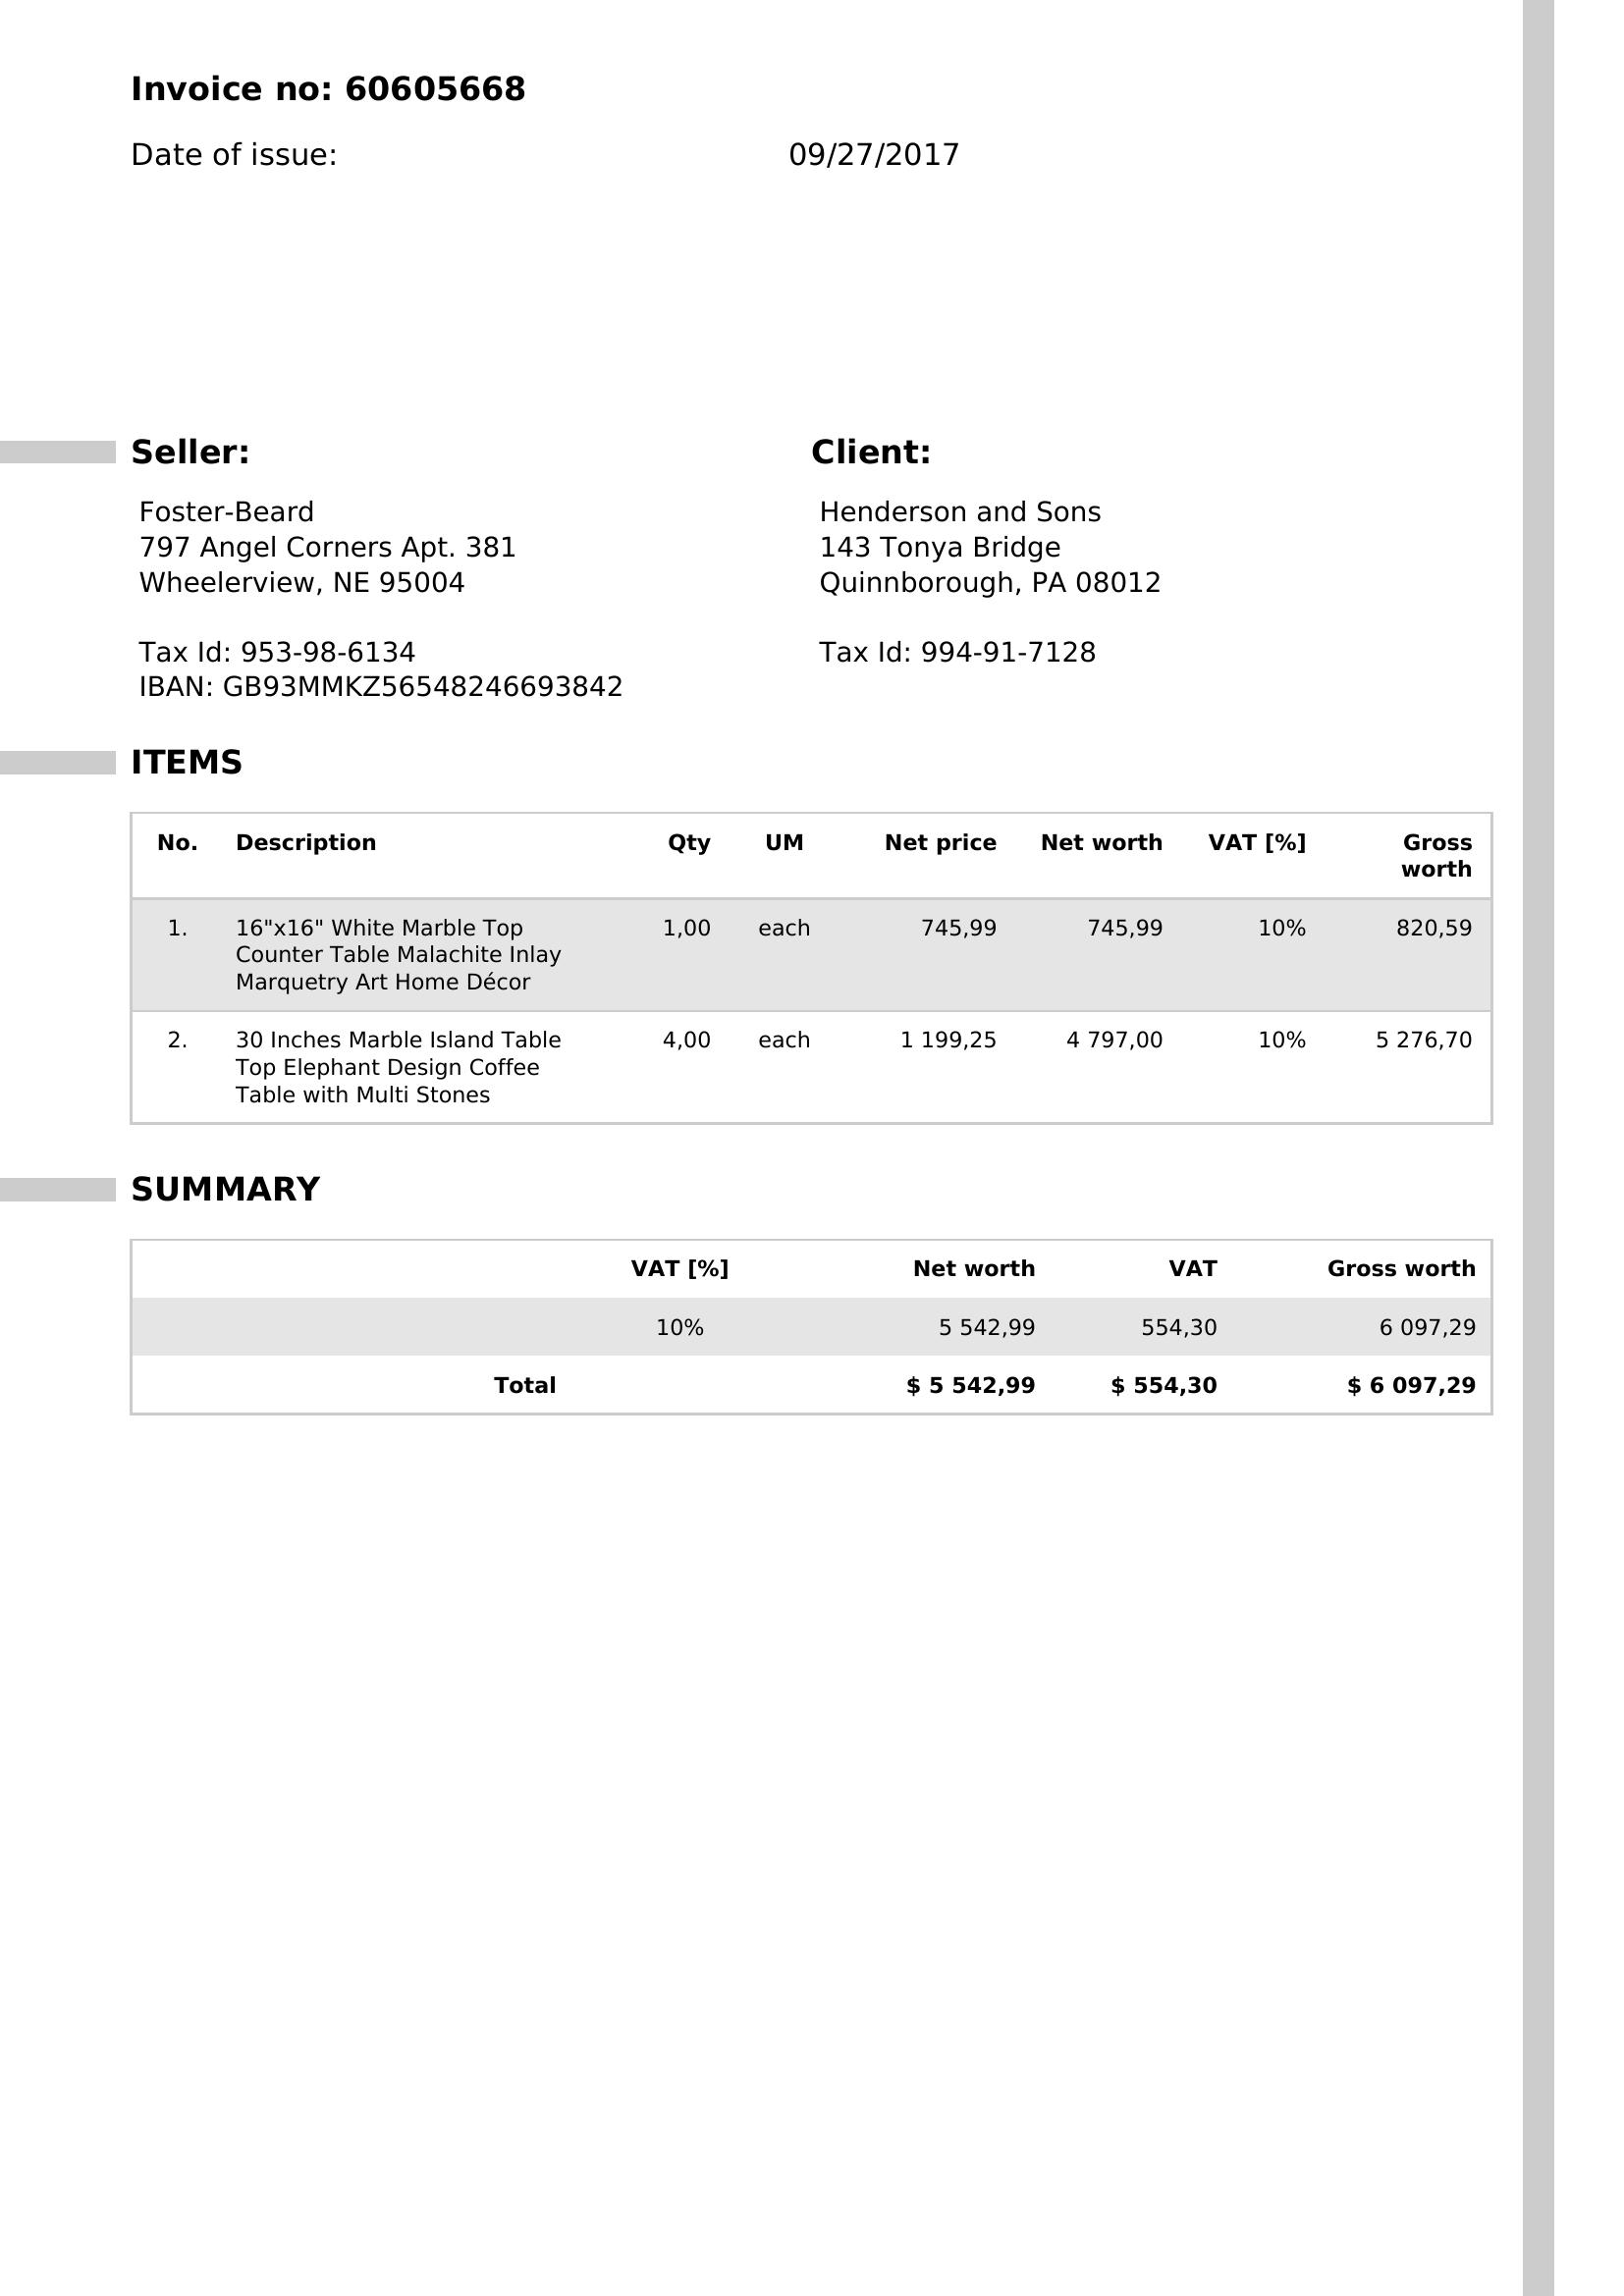 Invoice no: 60605668
Date of issue: 09/27/2017
Seller:
Foster-Beard
797 Angel Corners Apt. 381
Wheelerview, NE 95004
Tax Id: 953-98-6134
IBAN: GB93MMKZ56548246693842
Client:
Henderson and Sons
143 Tonya Bridge
Quinnborough, PA 08012
Tax Id: 994-91-7128
ITEMS
No. Description Qty UM Net price Net worth VAT [%] Gross
worth
1. 16"x16" White Marble Top 1,00 each 745,99 745,99 10% 820,59
Counter Table Malachite Inlay
Marquetry Art Home Décor
2. 30 Inches Marble Island Table 4,00 each 1 199,25 4 797,00 10% 5 276,70
Top Elephant Design Coffee
Table with Multi Stones
SUMMARY
VAT [%] Net worth VAT Gross worth
10% 5 542,99 554,30 6 097,29
Total $ 5 542,99 $ 554,30 $ 6 097,29